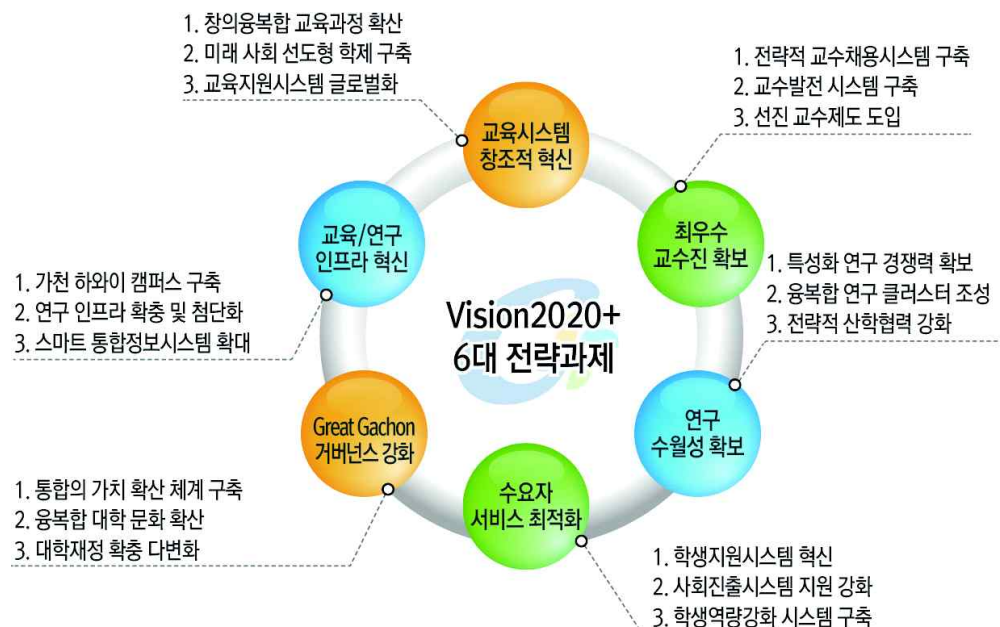 1. 창의융복합 교육과정 확산
2. 미래 사회 선도형 학제 구축
3. 교육지원시스템 글로벌화
교육시스템
창조적 혁신
1. 전략적 교수채용시스템 구축
2. 교수발전 시스템 구축
3. 선진 교수제도 도입
최우수
교수진 확보
1. 특성화 연구 경쟁력 확보
2. 융복합 연구 클러스터 조성
3. 전략적 산학협력 강화
연구
수월성 확보
1. 학생지원시스템 혁신
2. 사회진출시스템 지원 강화
3. 학생역량강화 시스템 구축
수요자
서비스 최적화
1. 통합의 가치 확산 체계 구축
2. 융복합 대학 문화 확산
3. 대학재정 확충 다변화
Great Gachon
거버넌스 강화
1. 가천 하와이 캠퍼스 구축
2. 연구 인프라 확충 및 첨단화
3. 스마트 통합정보시스템 확대
교육/연구
인프라 혁신
Vision2020+
6대 전략과제